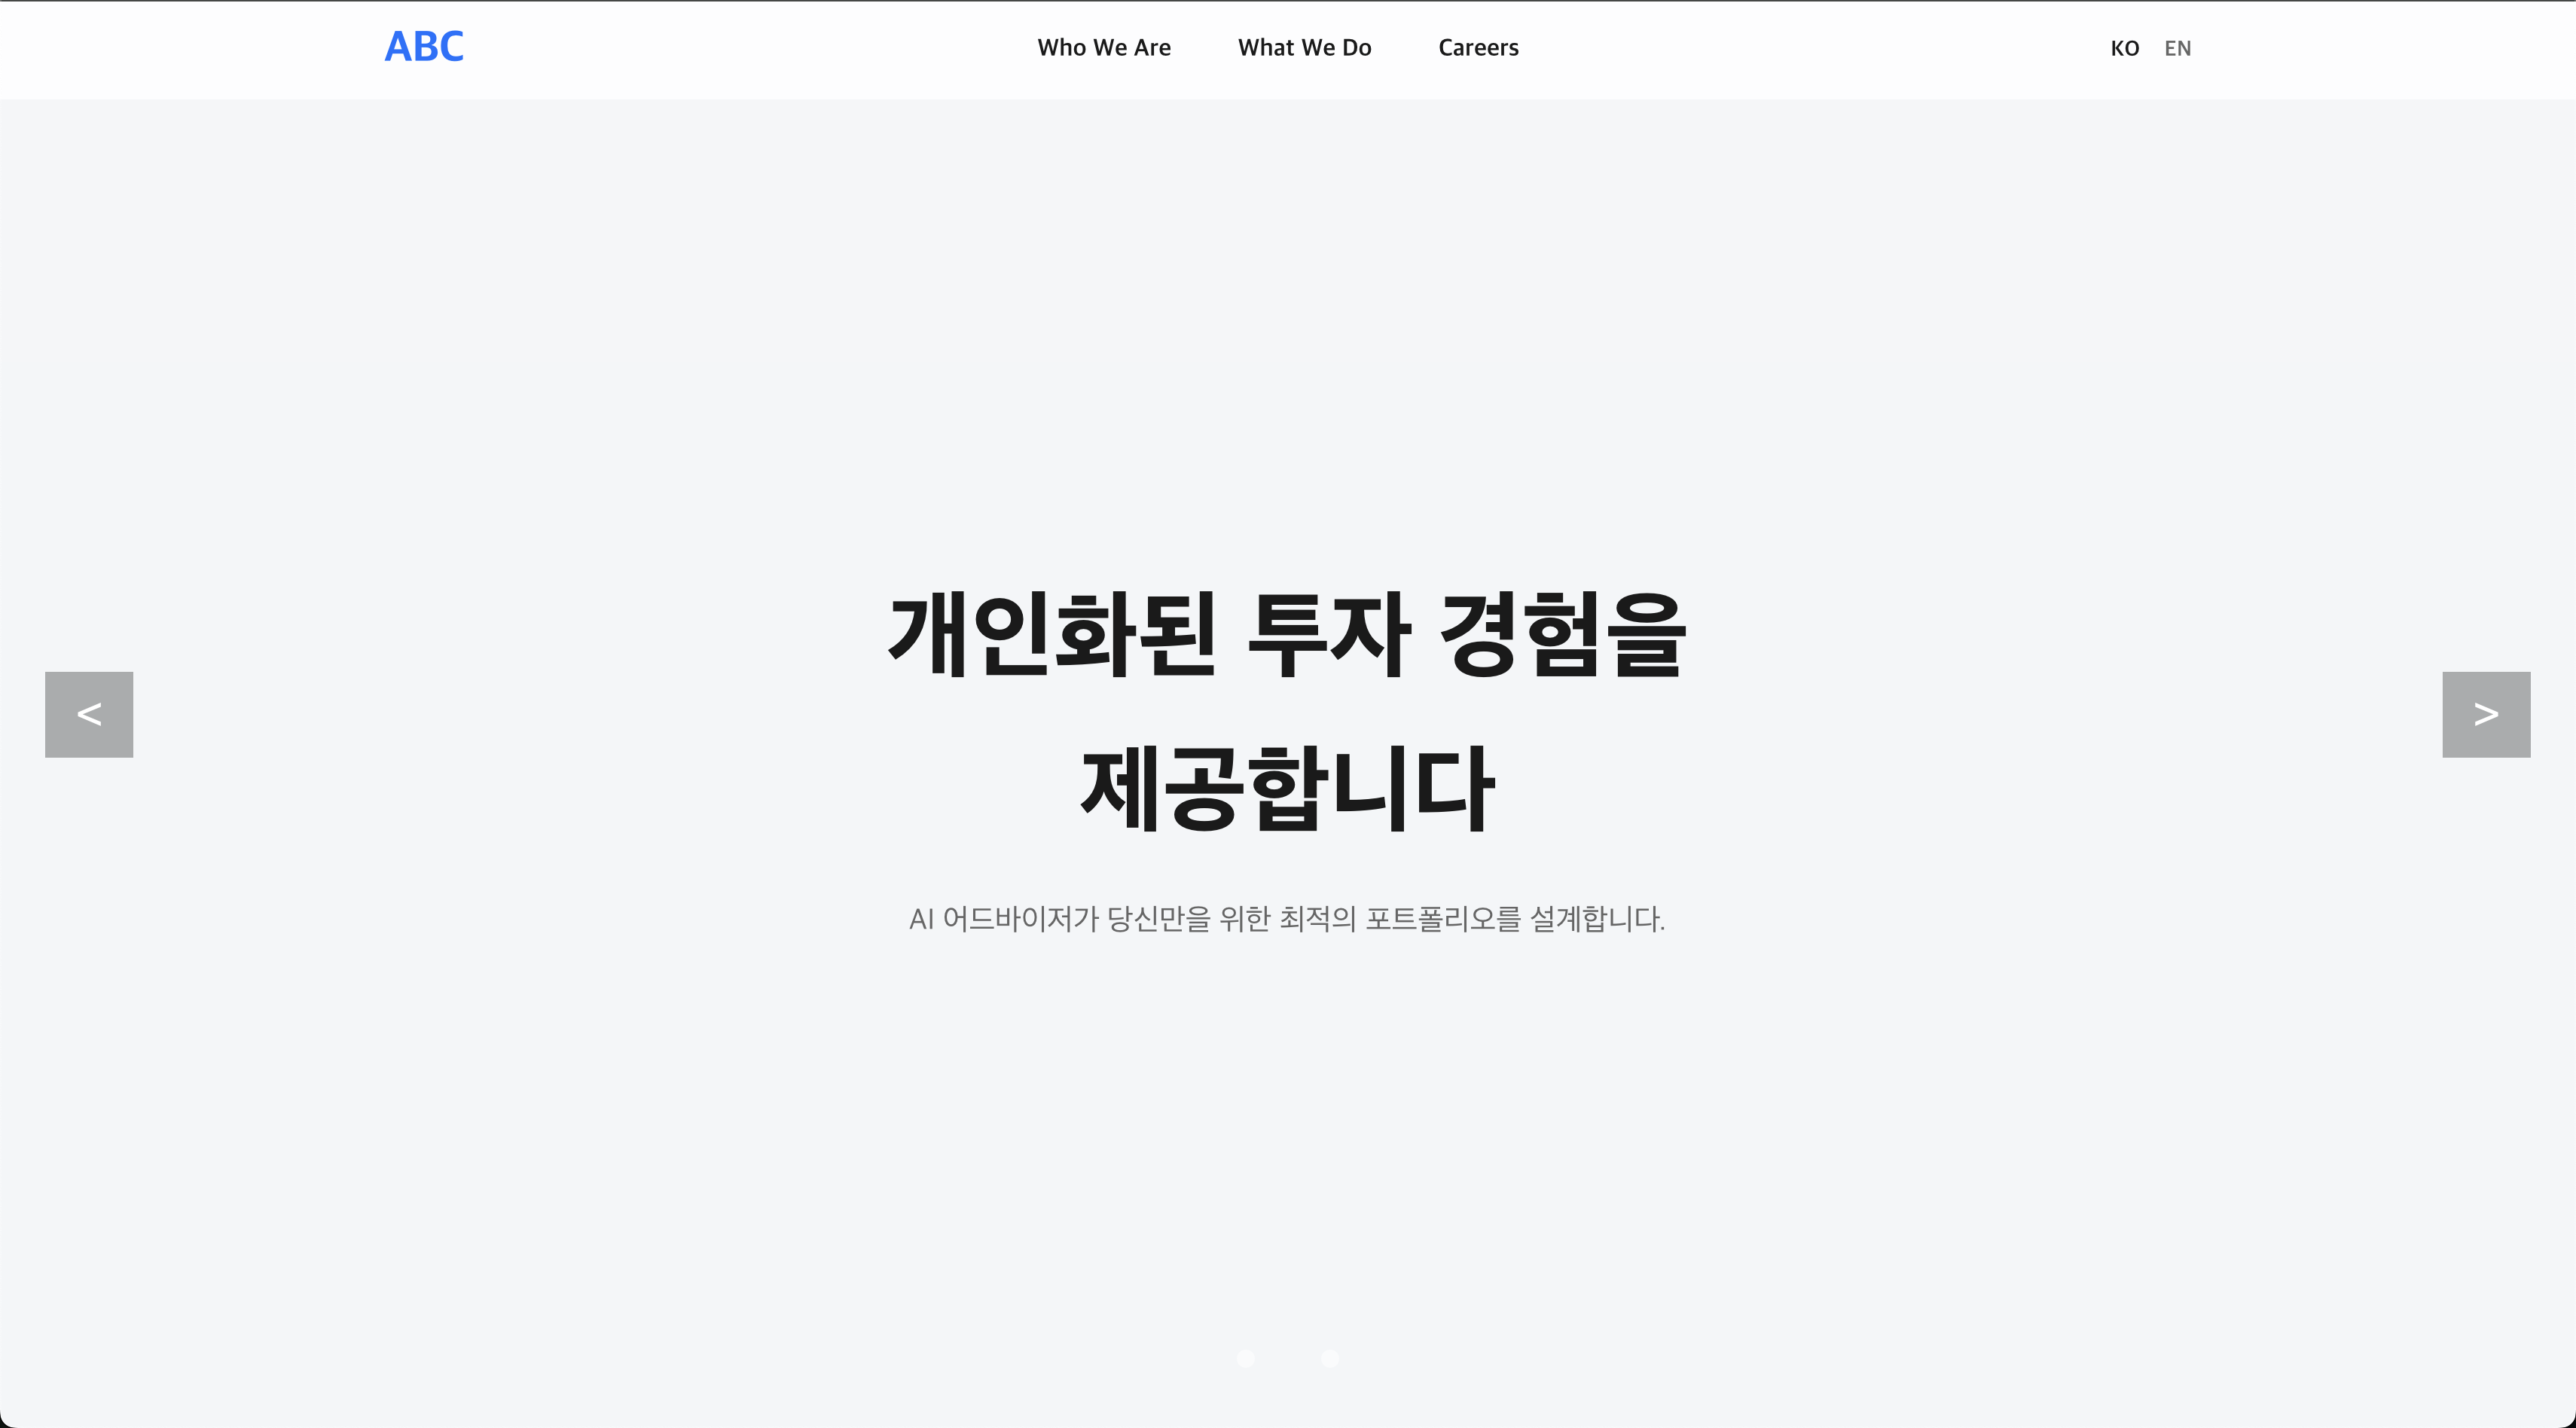 ABC
Who We Are What We Do Careers
KO EN
개인화된 투자 경험을
제공합니다
< >
AI 어드바이저가 당신만을 위한 최적의 포트폴리오를 설계합니다.